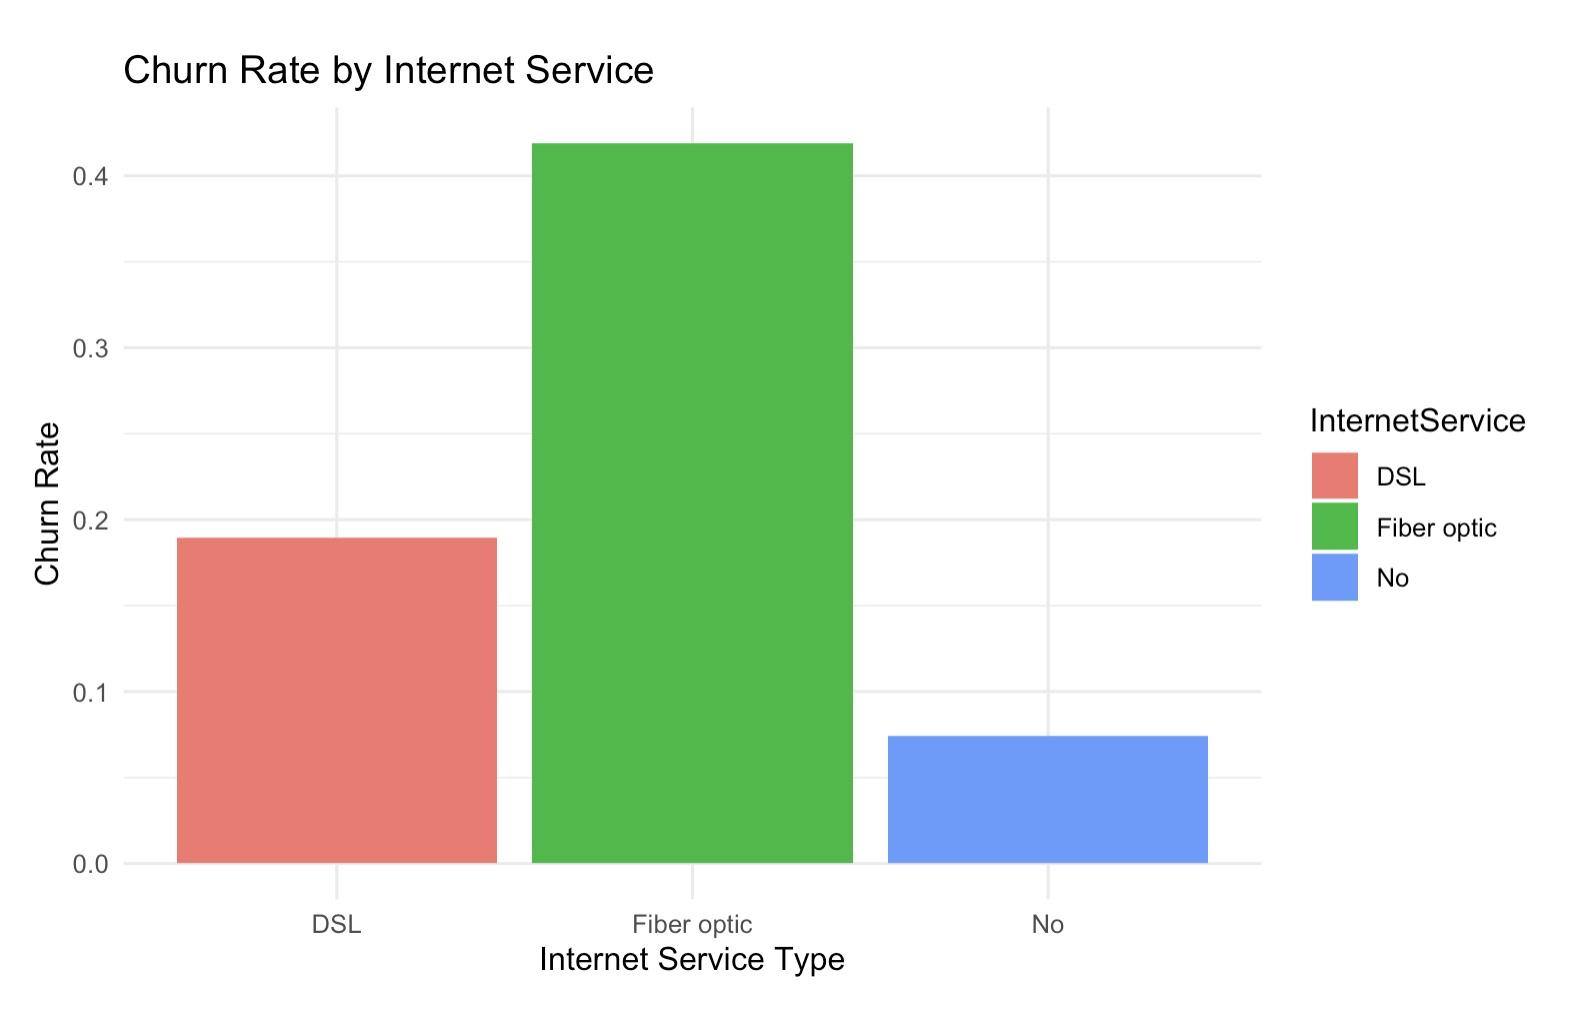 Churn Rate by Internet Service
Churn Rate
0.4
0.3
0.2
0.1
0.0
DSL
Fiber optic
No
Internet Service Type
InternetService
DSL
Fiber optic
No